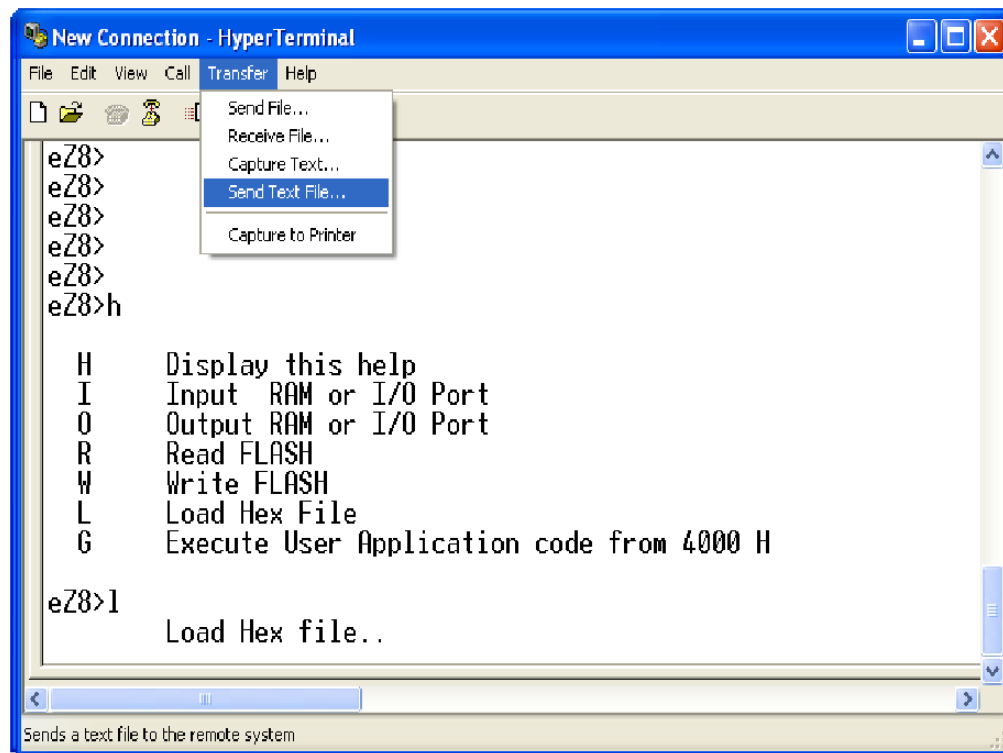 New Connection - HyperTerminal
File Edit View Call Transfer Help
Send File...
Receive File...
Capture Text...
Send Text File...
Capture to Printer
eZ8>
eZ8>
eZ8>
eZ8>
eZ8>
eZ8>h
H Display this help
I Input RAM or I/O Port
O Output RAM or I/O Port
R Read FLASH
W Write FLASH
L Load Hex File
G Execute User Application code from 4000 H
eZ8>l
Load Hex file..
Sends a text file to the remote system